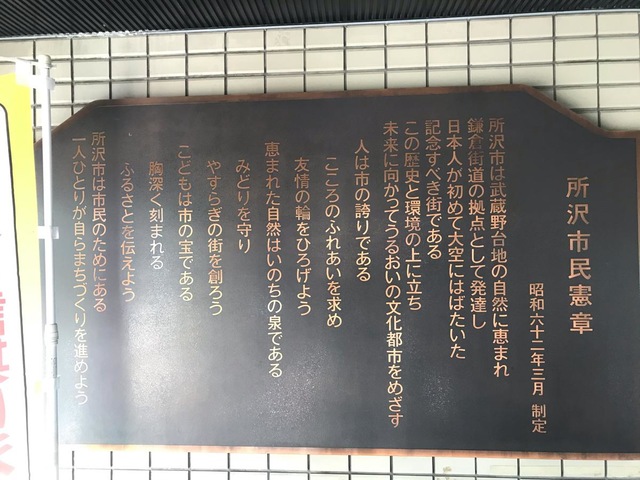 所沢市民憲章
昭和六十二年三月 制定
所沢市は武蔵野台地の自然に恵まれ
鎌倉街道の拠点として発達し
日本人が初めて大空にはばたいた
記念すべき街である
この歴史と環境の上に立ち
未来に向かってうるおいの文化都市をめざす
人は市の誇りである
こころのふれあいを求め
友情の輪をひろげよう
恵まれた自然はいのちの泉である
みどりを守り
やすらぎの街を創ろう
こどもは市の宝である
胸深く刻まれる
ふるさとを伝えよう
所沢市は市民のためにある
一人ひとりが自らまちづくりを進めよう